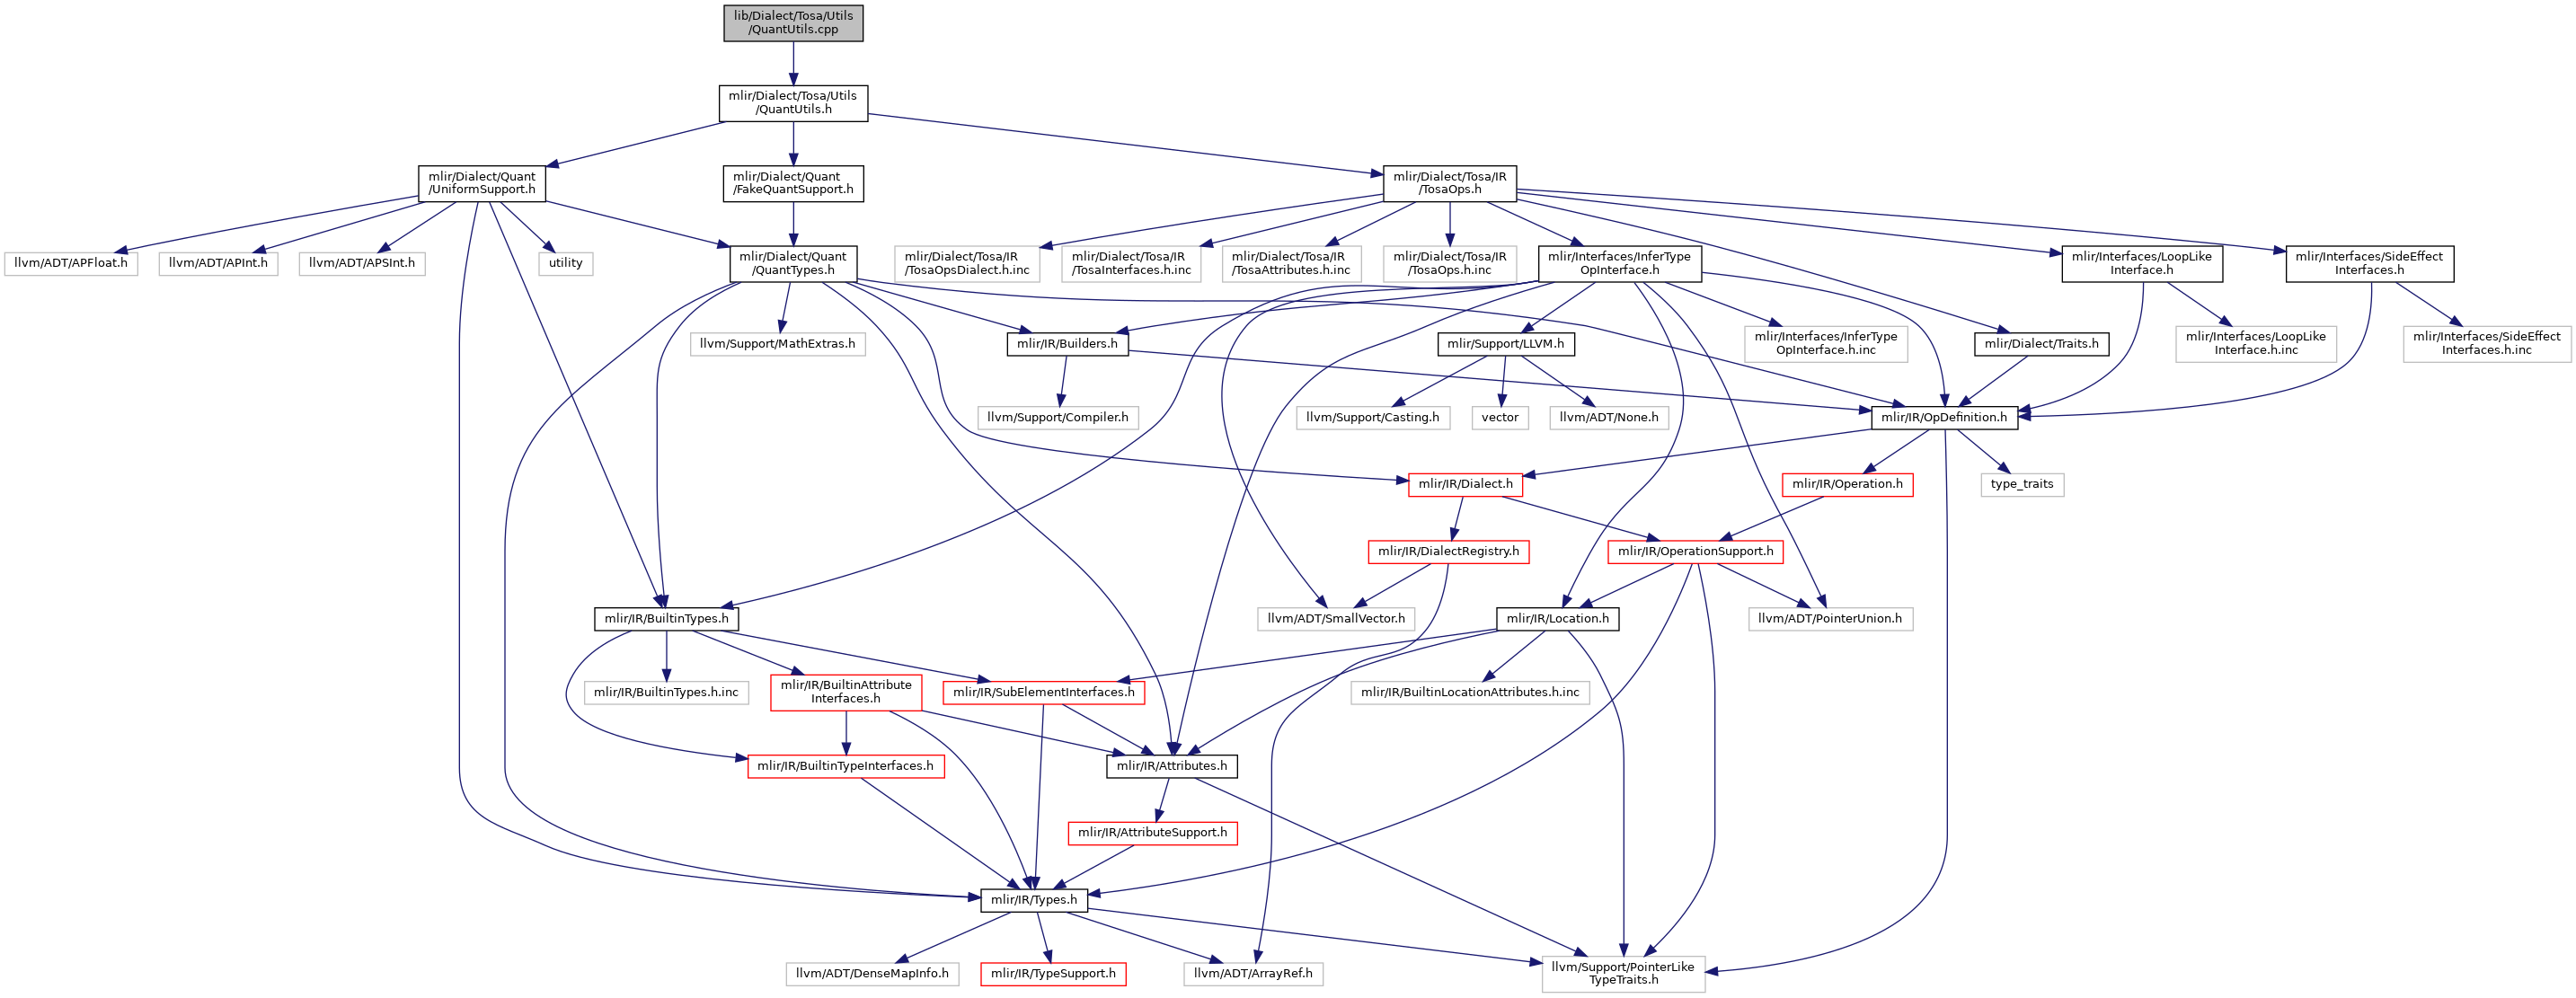 lib/Dialect/Tosa/Utils
/QuantUtils.cpp
mlir/Dialect/Tosa/Utils
/QuantUtils.h
mlir/Dialect/Quant
/UniformSupport.h
mlir/Dialect/Quant
/FakeQuantSupport.h
mlir/Dialect/Tosa/IR
/TosaOps.h
llvm/ADT/APFloat.h
llvm/ADT/APInt.h
llvm/ADT/APSInt.h
utility
mlir/Dialect/Quant
/QuantTypes.h
mlir/Dialect/Tosa/IR
/TosaOpsDialect.h.inc
mlir/Dialect/Tosa/IR
/TosaInterfaces.h.inc
mlir/Dialect/Tosa/IR
/TosaAttributes.h.inc
mlir/Dialect/Tosa/IR
/TosaOps.h.inc
mlir/Interfaces/InferType
OpInterface.h
mlir/Interfaces/LoopLike
Interface.h
mlir/Interfaces/SideEffect
Interfaces.h
llvm/Support/MathExtras.h
mlir/IR/Builders.h
mlir/Support/LLVM.h
mlir/Interfaces/InferType
OpInterface.h.inc
mlir/Dialect/Traits.h
mlir/Interfaces/LoopLike
Interface.h.inc
mlir/Interfaces/SideEffect
Interfaces.h.inc
llvm/Support/Compiler.h
llvm/Support/Casting.h
vector
llvm/ADT/None.h
mlir/IR/OpDefinition.h
mlir/IR/Dialect.h
mlir/IR/Operation.h
type_traits
mlir/IR/DialectRegistry.h
mlir/IR/OperationSupport.h
mlir/IR/BuiltinTypes.h
llvm/ADT/SmallVector.h
mlir/IR/Location.h
llvm/ADT/PointerUnion.h
mlir/IR/BuiltinTypes.h.inc
mlir/IR/BuiltinAttribute
Interfaces.h
mlir/IR/SubElementInterfaces.h
mlir/IR/BuiltinLocationAttributes.h.inc
mlir/IR/BuiltinTypeInterfaces.h
mlir/IR/Attributes.h
mlir/IR/AttributeSupport.h
mlir/IR/Types.h
llvm/ADT/DenseMapInfo.h
mlir/IR/TypeSupport.h
llvm/ADT/ArrayRef.h
llvm/Support/PointerLike
TypeTraits.h